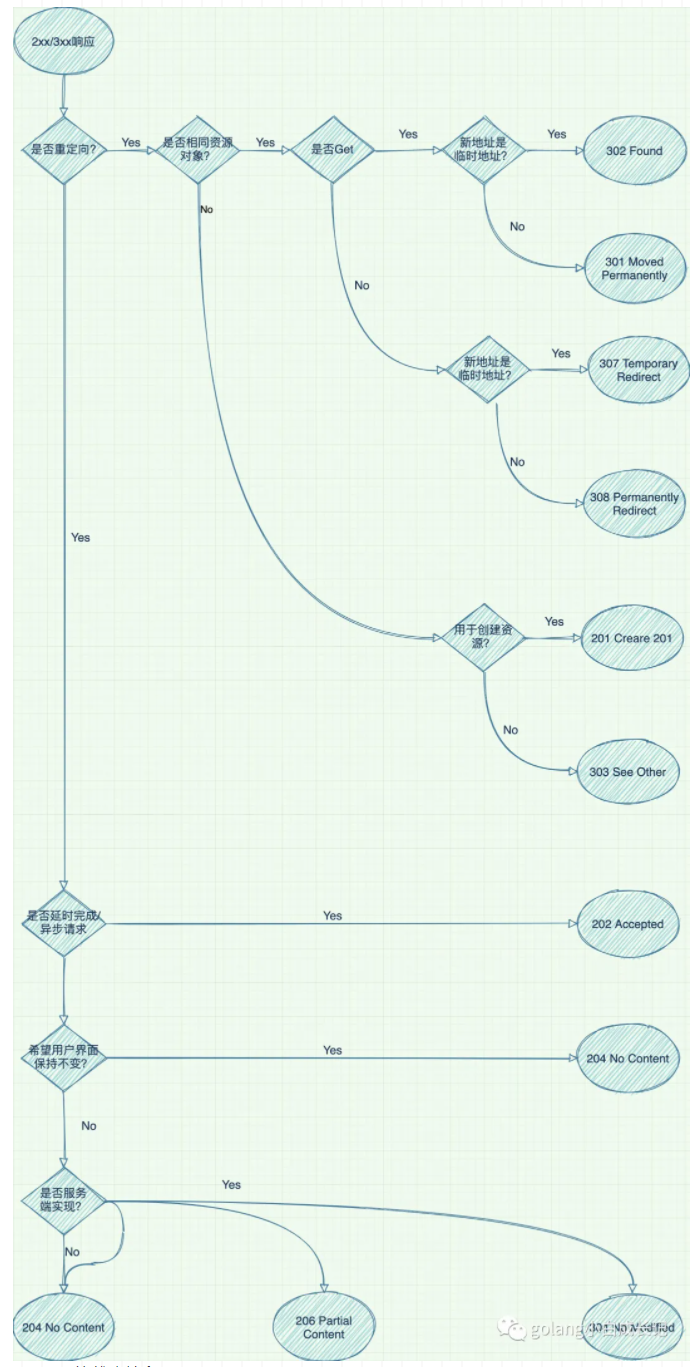 2xx/3xx响应
是否重定向?
Yes
是否相同资源
对象?
Yes
是否Get
Yes
新地址是
临时地址?
Yes
302 Found
No
No
301 Moved
Permanently
No
新地址是
临时地址?
Yes
307 Temporary
Redirect
No
308 Permanently
Redirect
Yes
用于创建资
源?
Yes
201 Creare 201
No
303 See Other
是否延时完成/
异步请求
Yes
202 Accepted
希望用户界面
保持不变?
Yes
204 No Content
No
是否服务
端实现?
Yes
No
204 No Content
206 Partial
Content